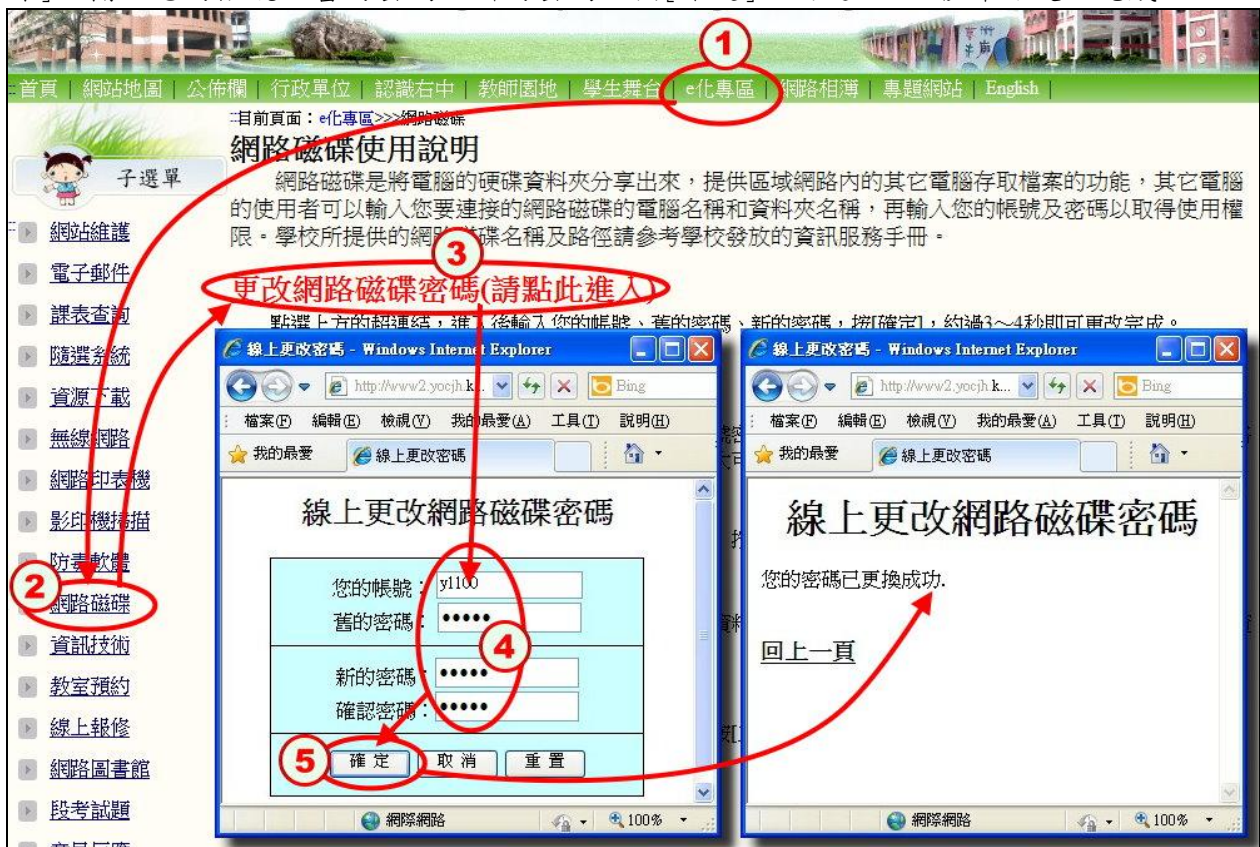 ①
首頁 | 網站地圖 | 公佈欄 | 行政單位 | 認識右中 | 教師園地 | 學生舞台 | e化專區 | 網路相簿 | 專題網站 | English |
目前頁面：e化專區>>>網路磁碟
網路磁碟使用說明
網路磁碟是將電腦的硬碟資料夾分享出來，提供區域網路內的其它電腦存取檔案的功能，其它電腦
的使用者可以輸入您要連接的網路磁碟的電腦名稱和資料夾名稱，再輸入您的帳號及密碼以取得使用權
限。學校所提供的網路磁碟名稱及路徑請參考學校發放的資訊服務手冊。
③
更改網路磁碟密碼(請點此進入)
點選上方的超連結，進入後輸入您的帳號、舊的密碼、新的密碼，按[確定]，約過3～4秒即可更改完成。
子選單
網站維護
電子郵件
課表查詢
隨選系統
資源下載
無線網路
網路印表機
影印機掃描
防毒軟體
②
網路磁碟
資訊技術
教室預約
線上報修
網路圖書館
段考試題
線上更改密碼 - Windows Internet Explorer
http://www2.yocjh.k...
Bing
檔案(F) 編輯(E) 檢視(V) 我的最愛(A) 工具(T) 說明(H)
我的最愛 線上更改密碼
線上更改網路磁碟密碼
您的帳號： y1100
舊的密碼： •••••
④
新的密碼： •••••
確認密碼： •••••
⑤
確定 取消 重置
網際網路 100%
線上更改密碼 - Windows Internet Explorer
http://www2.yocjh.k...
Bing
檔案(F) 編輯(E) 檢視(V) 我的最愛(A) 工具(T) 說明(H)
我的最愛 線上更改密碼
線上更改網路磁碟密碼
您的密碼已更換成功.
回上一頁
網際網路 100%